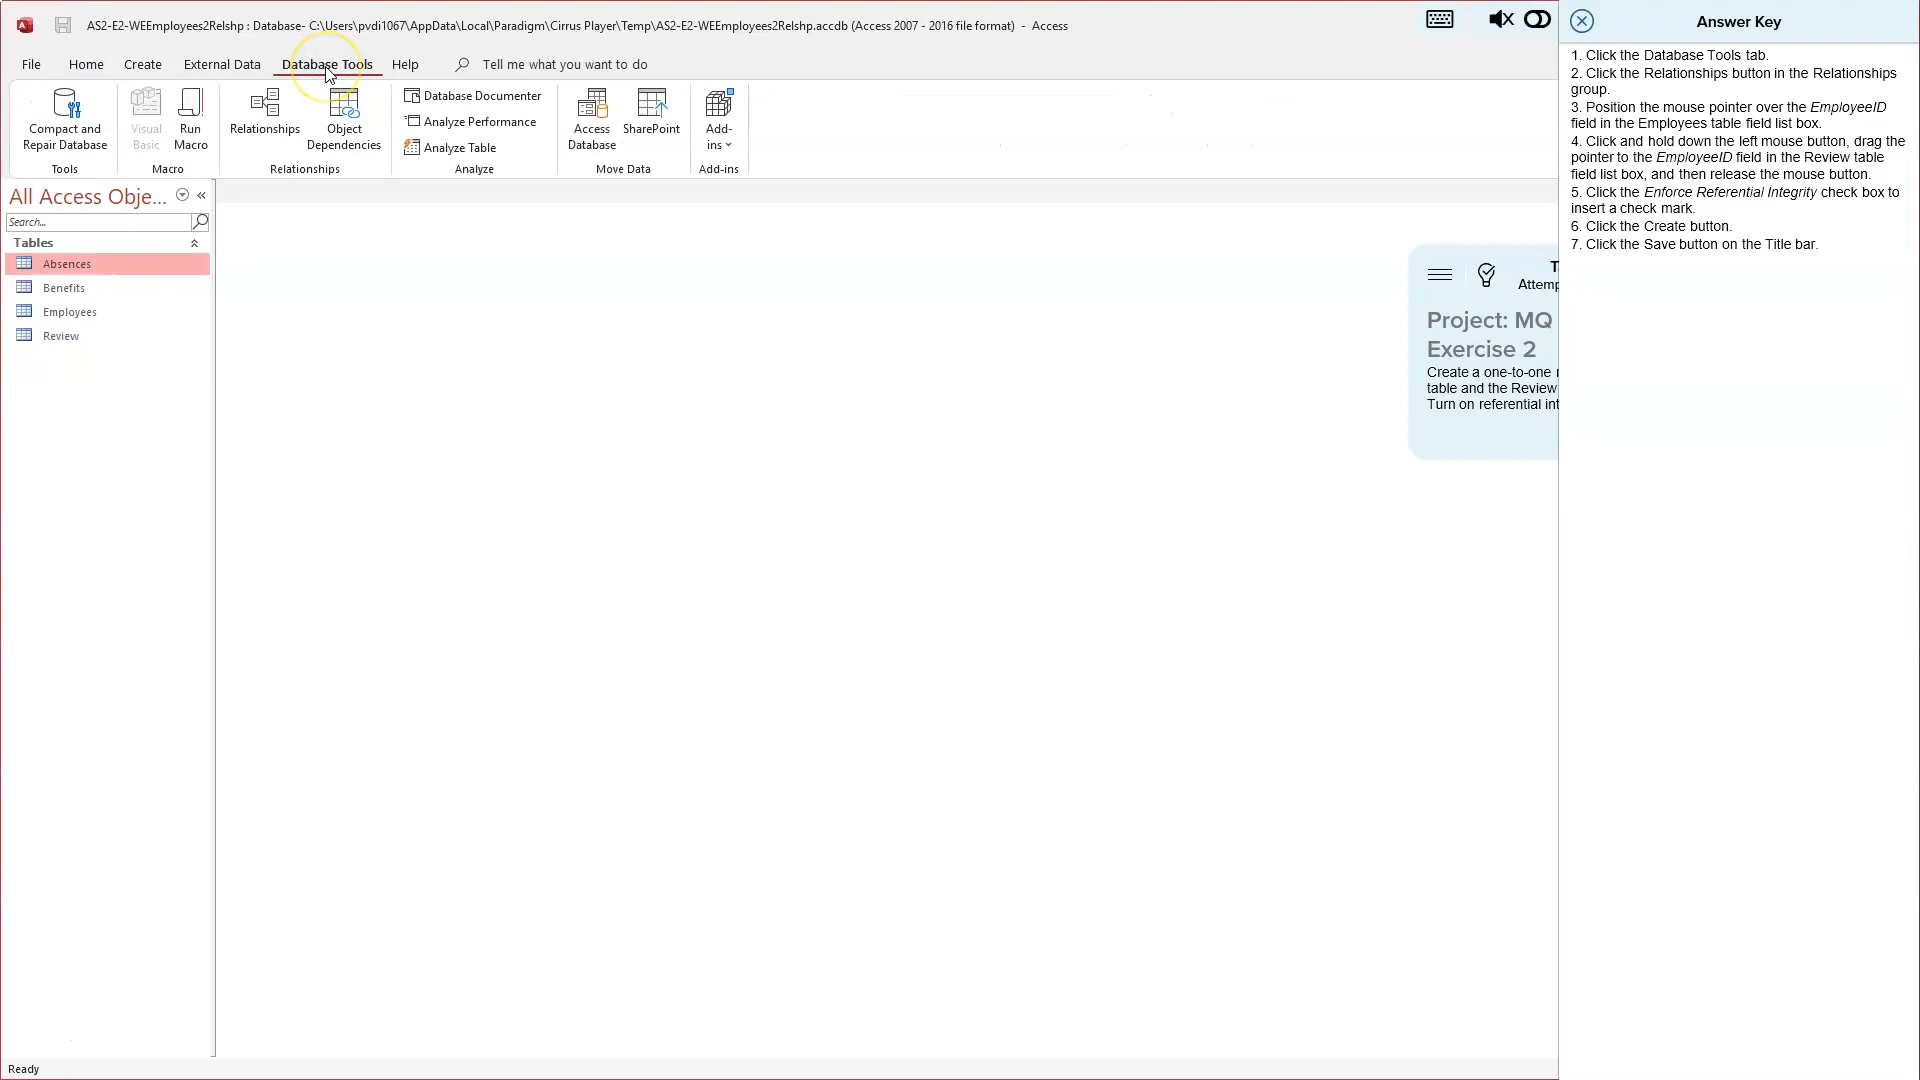 AS2-E2-WEEmployees2Relshp : Database- C:\Users\pvdi1067\AppData\Local\Paradigm\Cirrus Player\Temp\AS2-E2-WEEmployees2Relshp.accdb (Access 2007 - 2016 file format) - Access
File Home Create External Data Database Tools Help Tell me what you want to do
Compact and
Repair Database
Tools
Visual
Basic
Run
Macro
Macro
Relationships
Object
Dependencies
Relationships
Database Documenter
Analyze Performance
Analyze Table
Analyze
Access
Database
SharePoint
Move Data
Add-
ins
Add-ins
All Access Obje...
Search...
Tables
Absences
Benefits
Employees
Review
Attemp
Project: MQ
Exercise 2
Create a one-to-one
table and the Review
Turn on referential int
Answer Key
1. Click the Database Tools tab.
2. Click the Relationships button in the Relationships
group.
3. Position the mouse pointer over the EmployeeID
field in the Employees table field list box.
4. Click and hold down the left mouse button, drag the
pointer to the EmployeeID field in the Review table
field list box, and then release the mouse button.
5. Click the Enforce Referential Integrity check box to
insert a check mark.
6. Click the Create button.
7. Click the Save button on the Title bar.
Ready